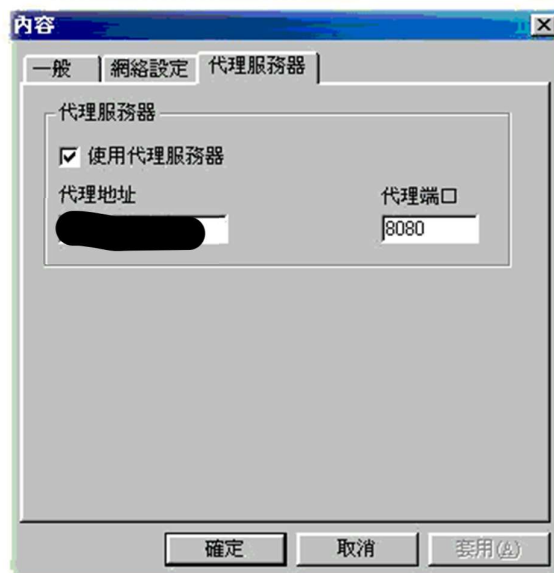 內容
一般 網絡設定 代理服務器
代理服務器
使用代理服務器
代理地址 代理端口
8080
確定 取消 套用(A)